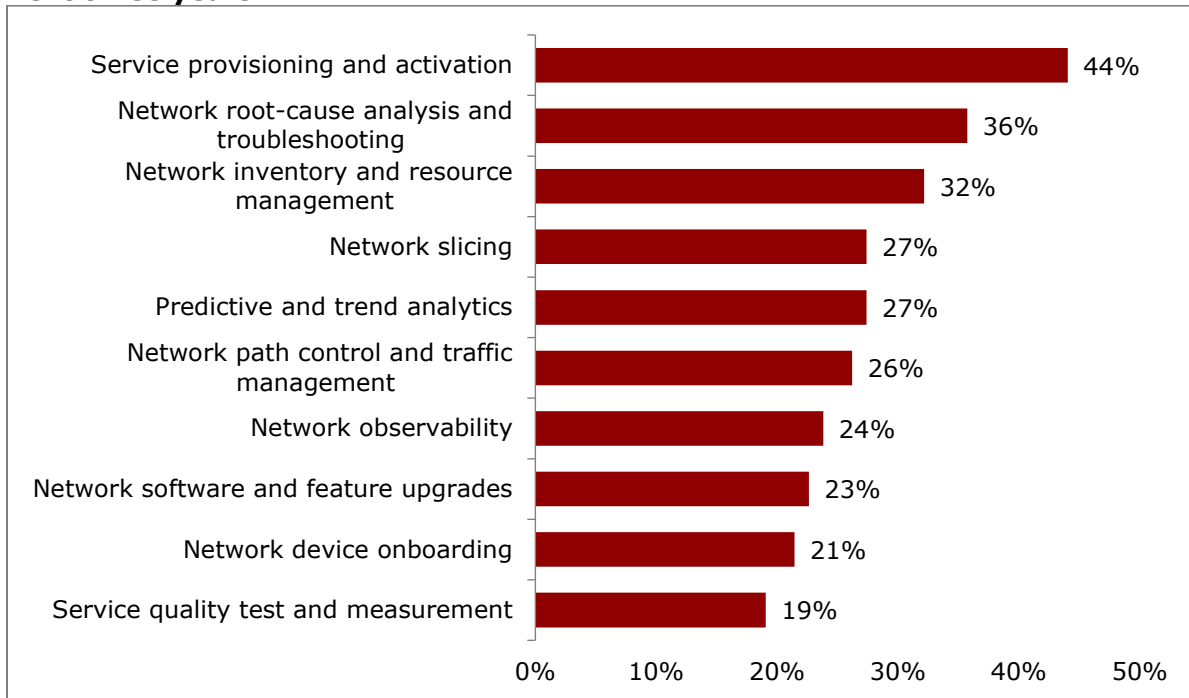 Service provisioning and activation
44%
Network root-cause analysis and
troubleshooting
36%
Network inventory and resource
management
32%
Network slicing
27%
Predictive and trend analytics
27%
Network path control and traffic
management
26%
Network observability
24%
Network software and feature upgrades
23%
Network device onboarding
21%
Service quality test and measurement
19%
0% 10% 20% 30% 40% 50%